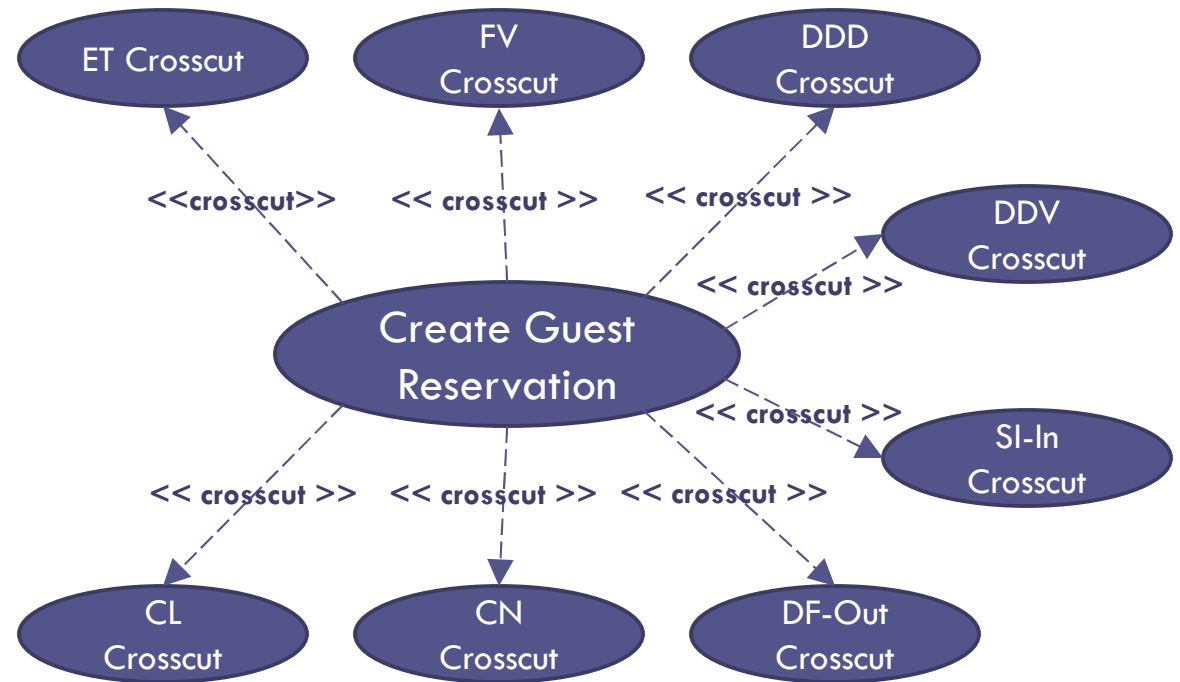 ET Crosscut
FV
Crosscut
DDD
Crosscut
<<crosscut>>
<< crosscut >>
<< crosscut >>
DDV
Crosscut
<< crosscut >>
Create Guest
Reservation
<< crosscut >>
SI-In
Crosscut
<< crosscut >>
<< crosscut >>
<< crosscut >>
CL
Crosscut
CN
Crosscut
DF-Out
Crosscut